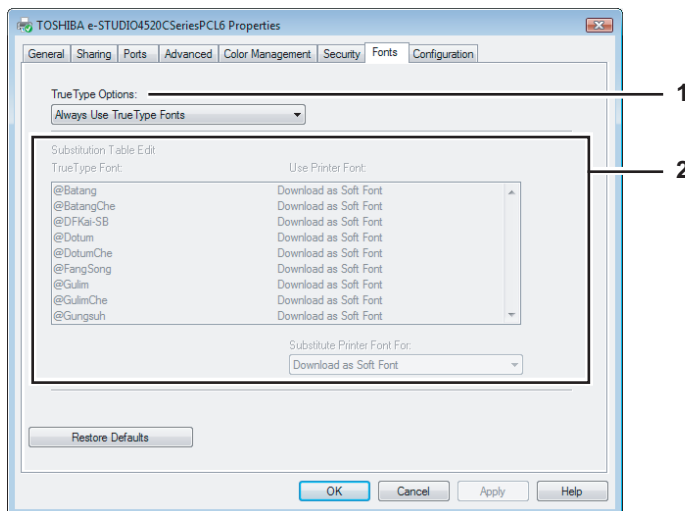 TOSHIBA e-STUDIO4520CSeriesPCL6 Properties
General Sharing Ports Advanced Color Management Security Fonts Configuration
TrueType Options:
1
Always Use TrueType Fonts
Substitution Table Edit
2
TrueType Font: Use Printer Font:
@Batang Download as Soft Font
@BatangChe Download as Soft Font
@DFKai-SB Download as Soft Font
@Dotum Download as Soft Font
@DotumChe Download as Soft Font
@FangSong Download as Soft Font
@Gulim Download as Soft Font
@GulimChe Download as Soft Font
@Gungsuh Download as Soft Font
Substitute Printer Font For:
Download as Soft Font
Restore Defaults
OK Cancel Apply Help